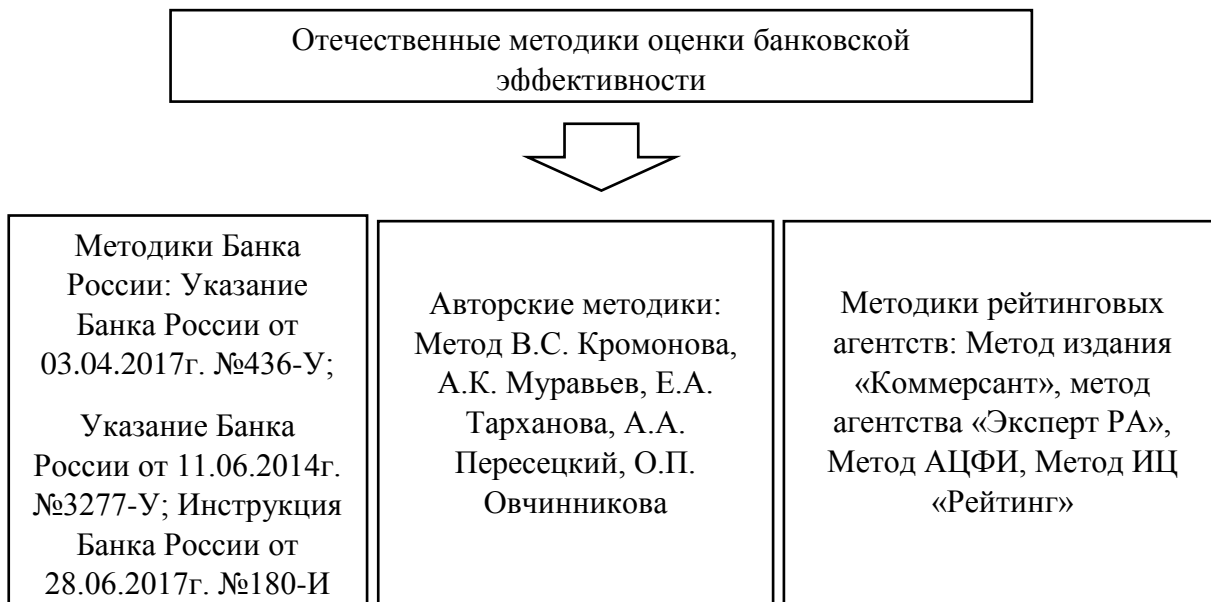 Отечественные методики оценки банковской
эффективности
Методики Банка
России: Указание
Банка России от
03.04.2017г. №436-У;
Указание Банка
России от 11.06.2014г.
№3277-У; Инструкция
Банка России от
28.06.2017г. №180-И
Авторские методики:
Метод В.С. Кромонова,
А.К. Муравьев, Е.А.
Тарханова, А.А.
Пересецкий, О.П.
Овчинникова
Методики рейтинговых
агентств: Метод издания
«Коммерсант», метод
агентства «Эксперт РА»,
Метод АЦФИ, Метод ИЦ
«Рейтинг»